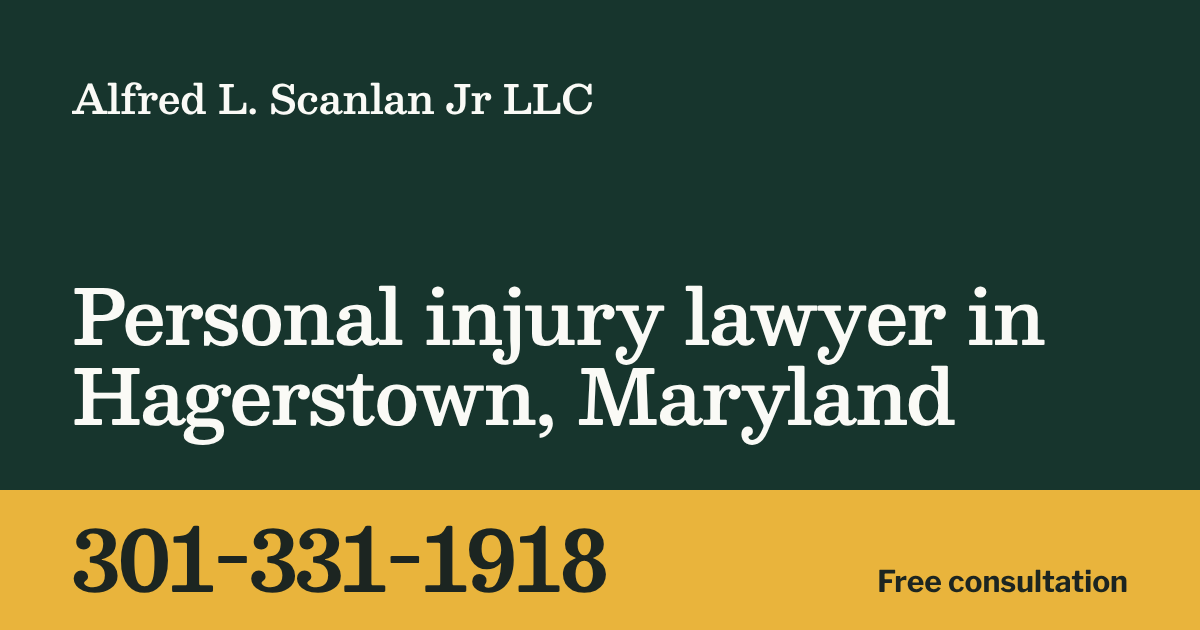 Alfred L. Scanlan Jr LLC
Personal injury lawyer in
Hagerstown, Maryland
301-331-1918
Free consultation